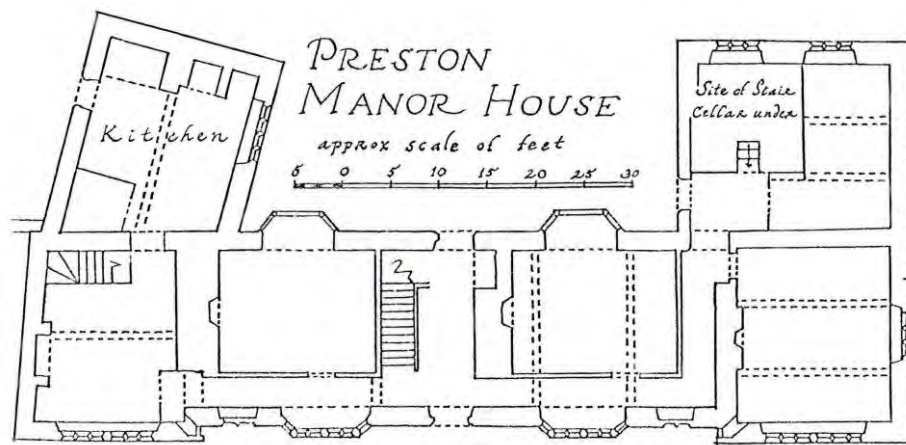 PRESTON
MANOR HOUSE
approx scale of feet
5 0 5 10 15 20 25 30
Kitchen
Site of Stair
Cellar under